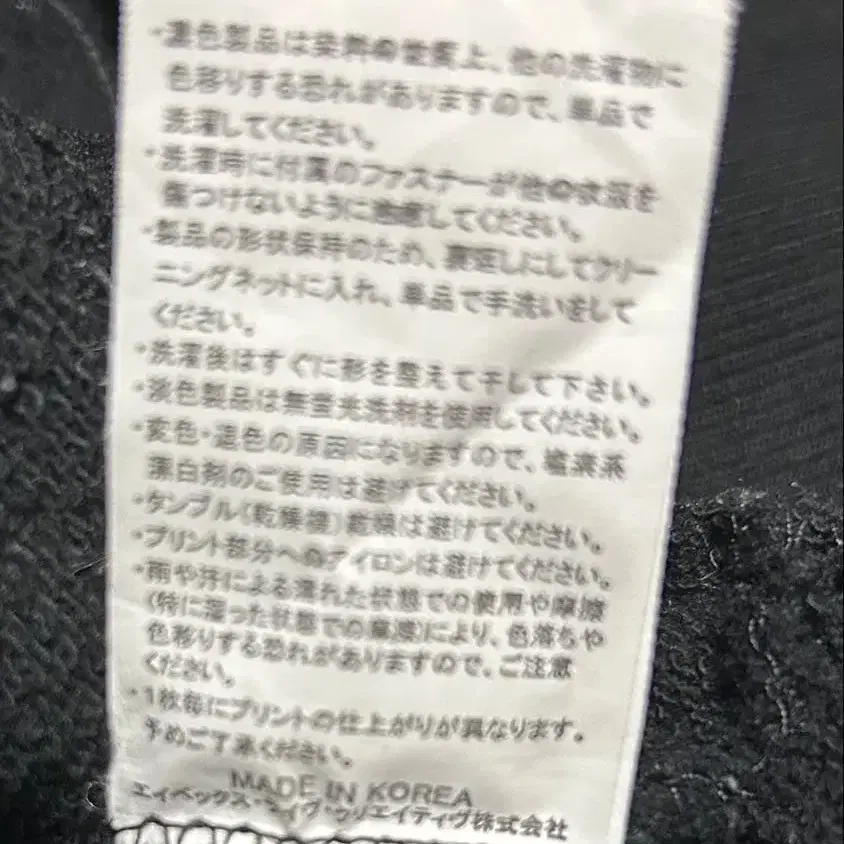 ・濃色製品は染料の性質上、他の洗濯物に
色移りする恐れがありますので、単品で
洗濯してください。
・洗濯時に付属のファスナーが他の衣服を
傷つけないように注意してください。
・製品の形状保持のため、裏返しにしてクリー
ニングネットに入れ、単品で手洗いをして
ください。
・洗濯後はすぐに形を整えて干して下さい。
・淡色製品は無蛍光洗剤を使用してください。
・変色・退色の原因になりますので、塩素系
漂白剤のご使用は避けてください。
・タンブル(乾燥機)乾燥は避けてください。
・プリント部分へのアイロンは避けてください。
・雨や汗による濡れた状態での使用や摩擦
(特に湿った状態での摩擦)により、色落ちや
色移りする恐れがありますので、ご注意
ください。
・1枚毎にプリントの仕上がりが異なります。
予めご了承ください。
MADE IN KOREA
エイベックス・ライヴ・クリエイティヴ株式会社